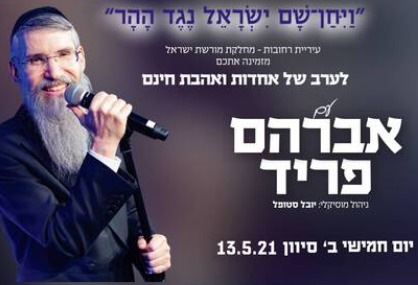 "וַיִּחַן־שָׁם יִשְׂרָאֵל נֶגֶד הָהָר"
עיריית רחובות - מחלקת מורשת ישראל
מזמינה אתכם
לערב של אחדות ואהבת חינם
עם
אברהם
פריד
ניהול מוסיקלי: יובל סטופל
יום חמישי ב' סיוון 13.5.21